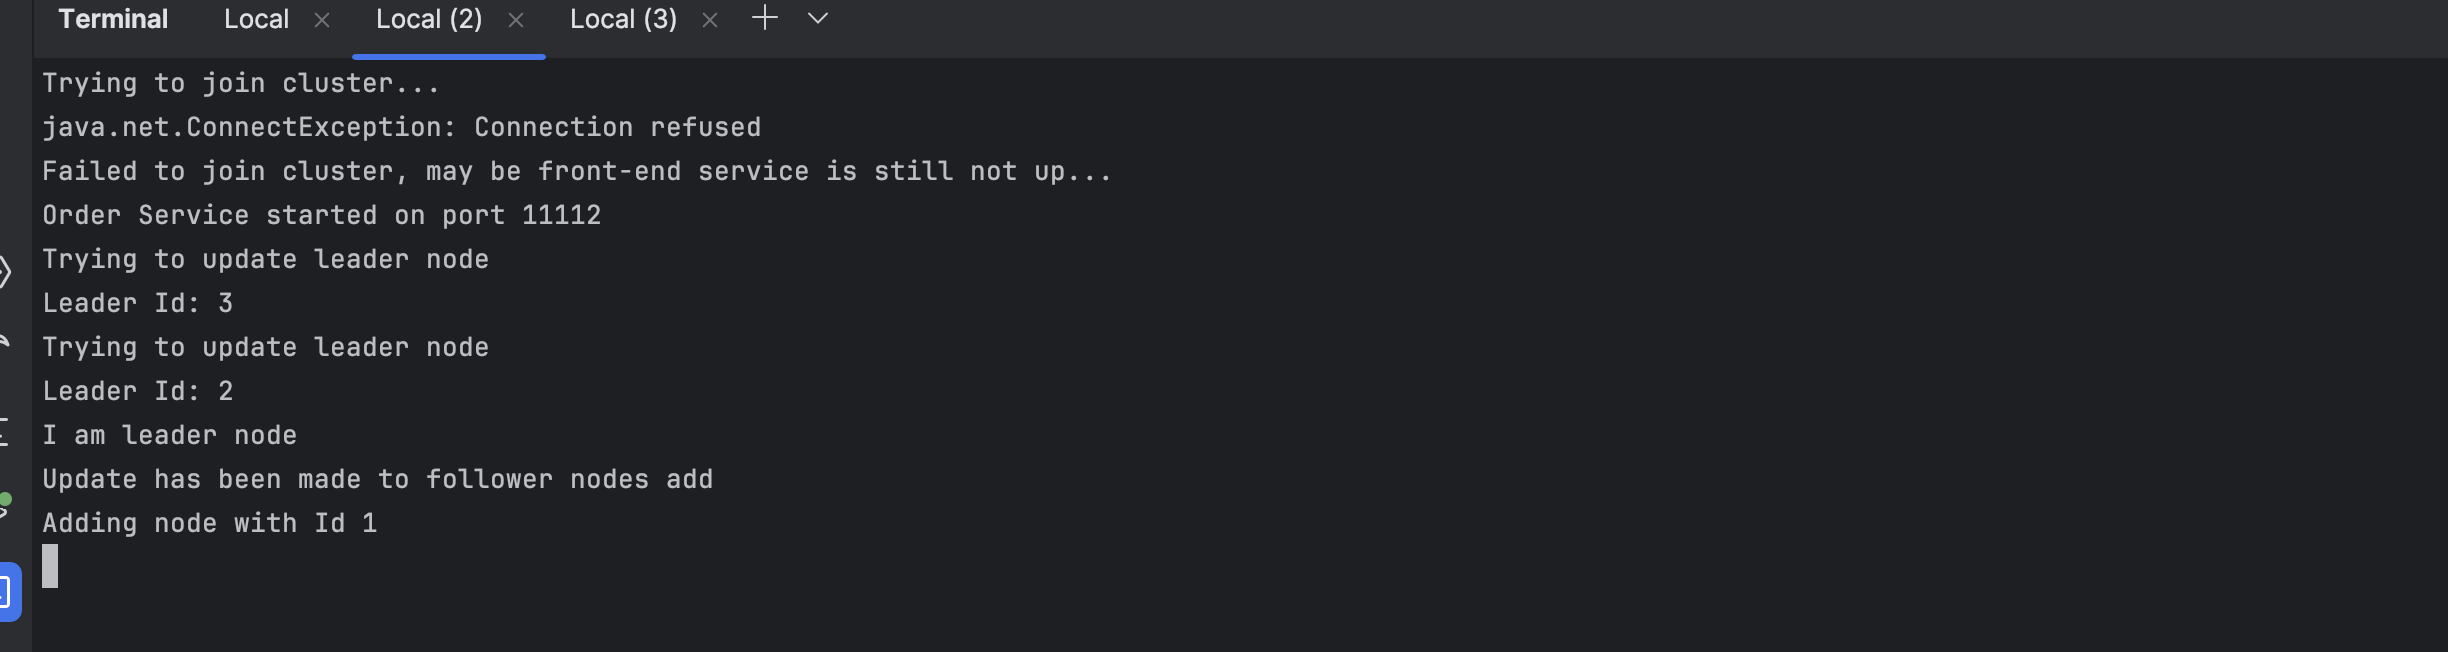 Terminal Local Local (2) Local (3)
Trying to join cluster...
java.net.ConnectException: Connection refused
Failed to join cluster, may be front-end service is still not up...
Order Service started on port 11112
Trying to update leader node
Leader Id: 3
Trying to update leader node
Leader Id: 2
I am leader node
Update has been made to follower nodes add
Adding node with Id 1